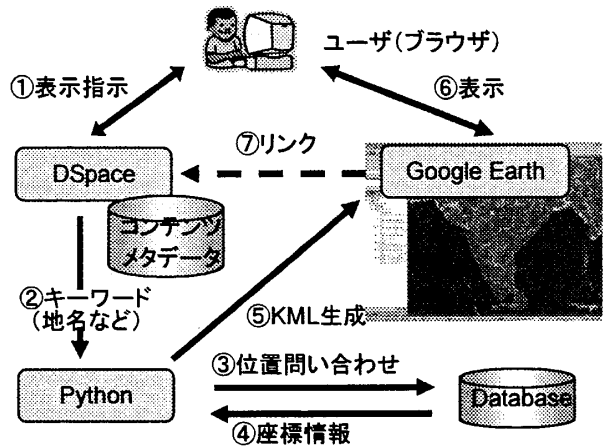 ユーザ(ブラウザ)
①表示指示
⑥表示
⑦リンク
DSpace
Google Earth
コンテンツ
メタデータ
②キーワード
(地名など)
⑤KML生成
③位置問い合わせ
Python
Database
④座標情報